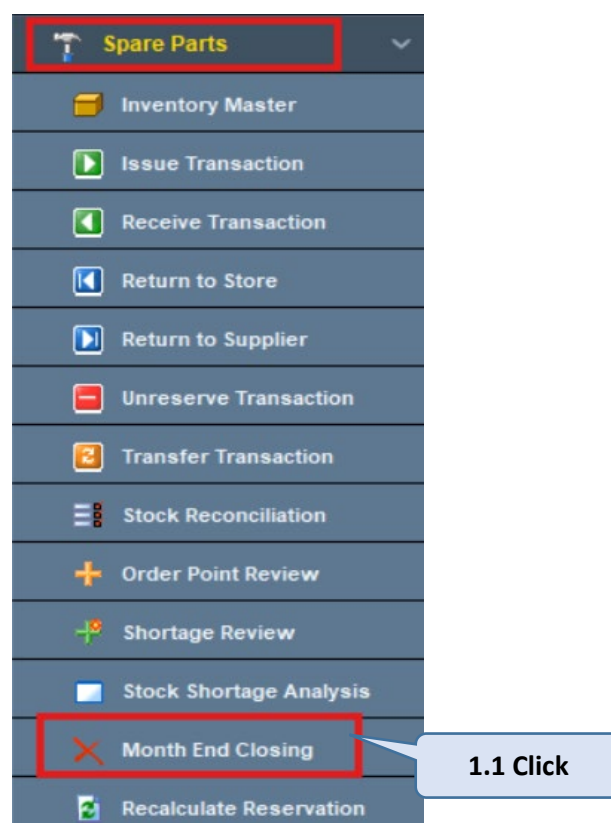 Spare Parts
Inventory Master
Issue Transaction
Receive Transaction
Return to Store
Return to Supplier
Unreserve Transaction
Transfer Transaction
Stock Reconciliation
Order Point Review
Shortage Review
Stock Shortage Analysis
Month End Closing
1.1 Click
Recalculate Reservation